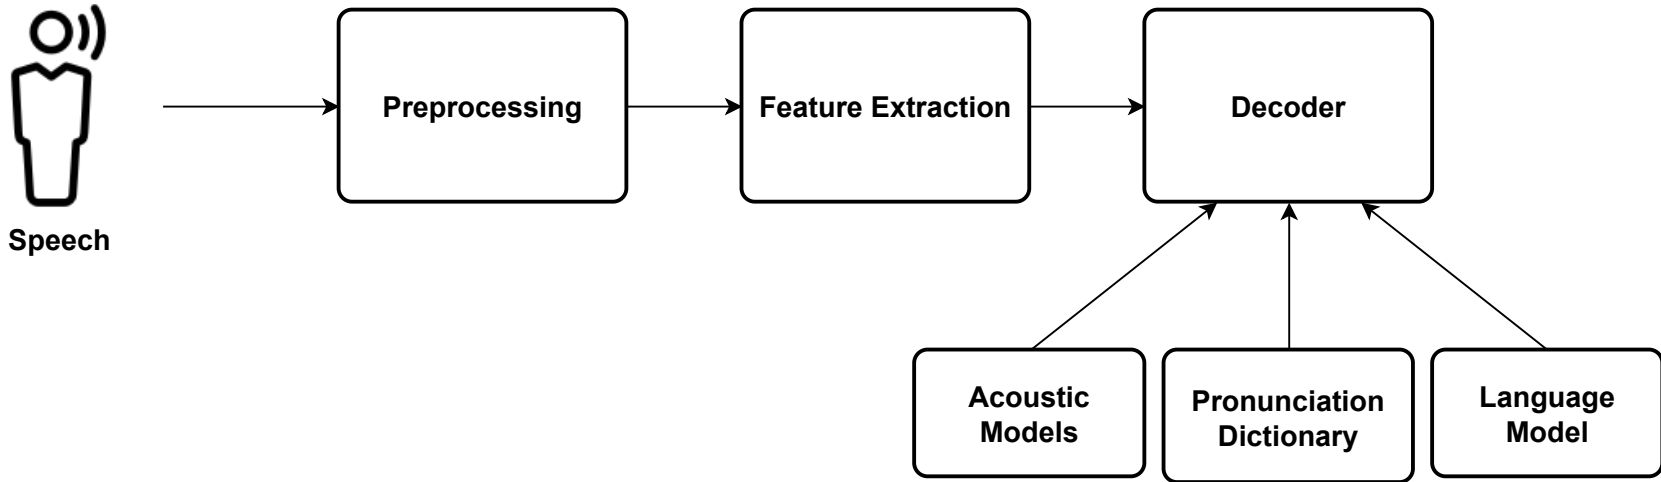 Speech
Preprocessing
Feature Extraction
Decoder
Acoustic
Models
Pronunciation
Dictionary
Language
Model